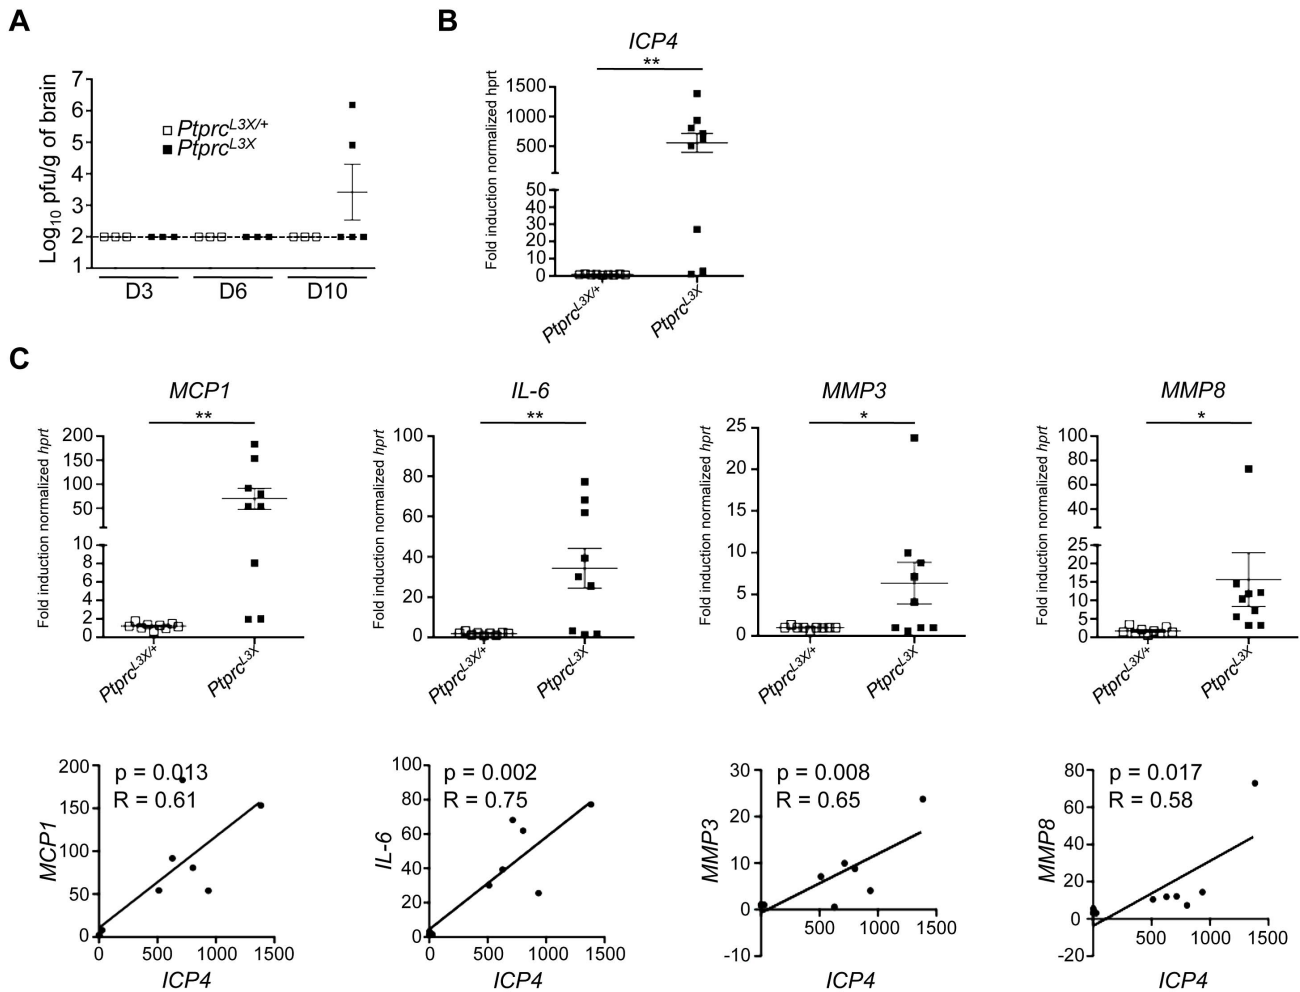 A
Log10 pfu/g of brain
7
6
5
4
3
2
1
PtprcL3X/+
PtprcL3X
D3
D6
D10
B
ICP4
**
Fold induction normalized hprt
1500
1000
500
50
40
30
20
10
0
PtprcL3X/+
PtprcL3X
C
MCP1
**
Fold induction normalized hprt
200
150
100
50
10
8
6
4
2
0
PtprcL3X/+
PtprcL3X
IL-6
**
Fold induction normalized hprt
100
80
60
40
20
0
PtprcL3X/+
PtprcL3X
MMP3
*
Fold induction normalized hprt
25
20
15
10
5
0
PtprcL3X/+
PtprcL3X
MMP8
*
Fold induction normalized hprt
100
80
60
40
25
20
15
10
5
0
PtprcL3X/+
PtprcL3X
MCP1
200
150
100
50
0
p = 0.013
R = 0.61
0 500 1000 1500
ICP4
IL-6
100
80
60
40
20
0
p = 0.002
R = 0.75
0 500 1000 1500
ICP4
MMP3
30
20
10
0
-10
p = 0.008
R = 0.65
500 1000 1500
ICP4
MMP8
80
60
40
20
0
-20
p = 0.017
R = 0.58
500 1000 1500
ICP4